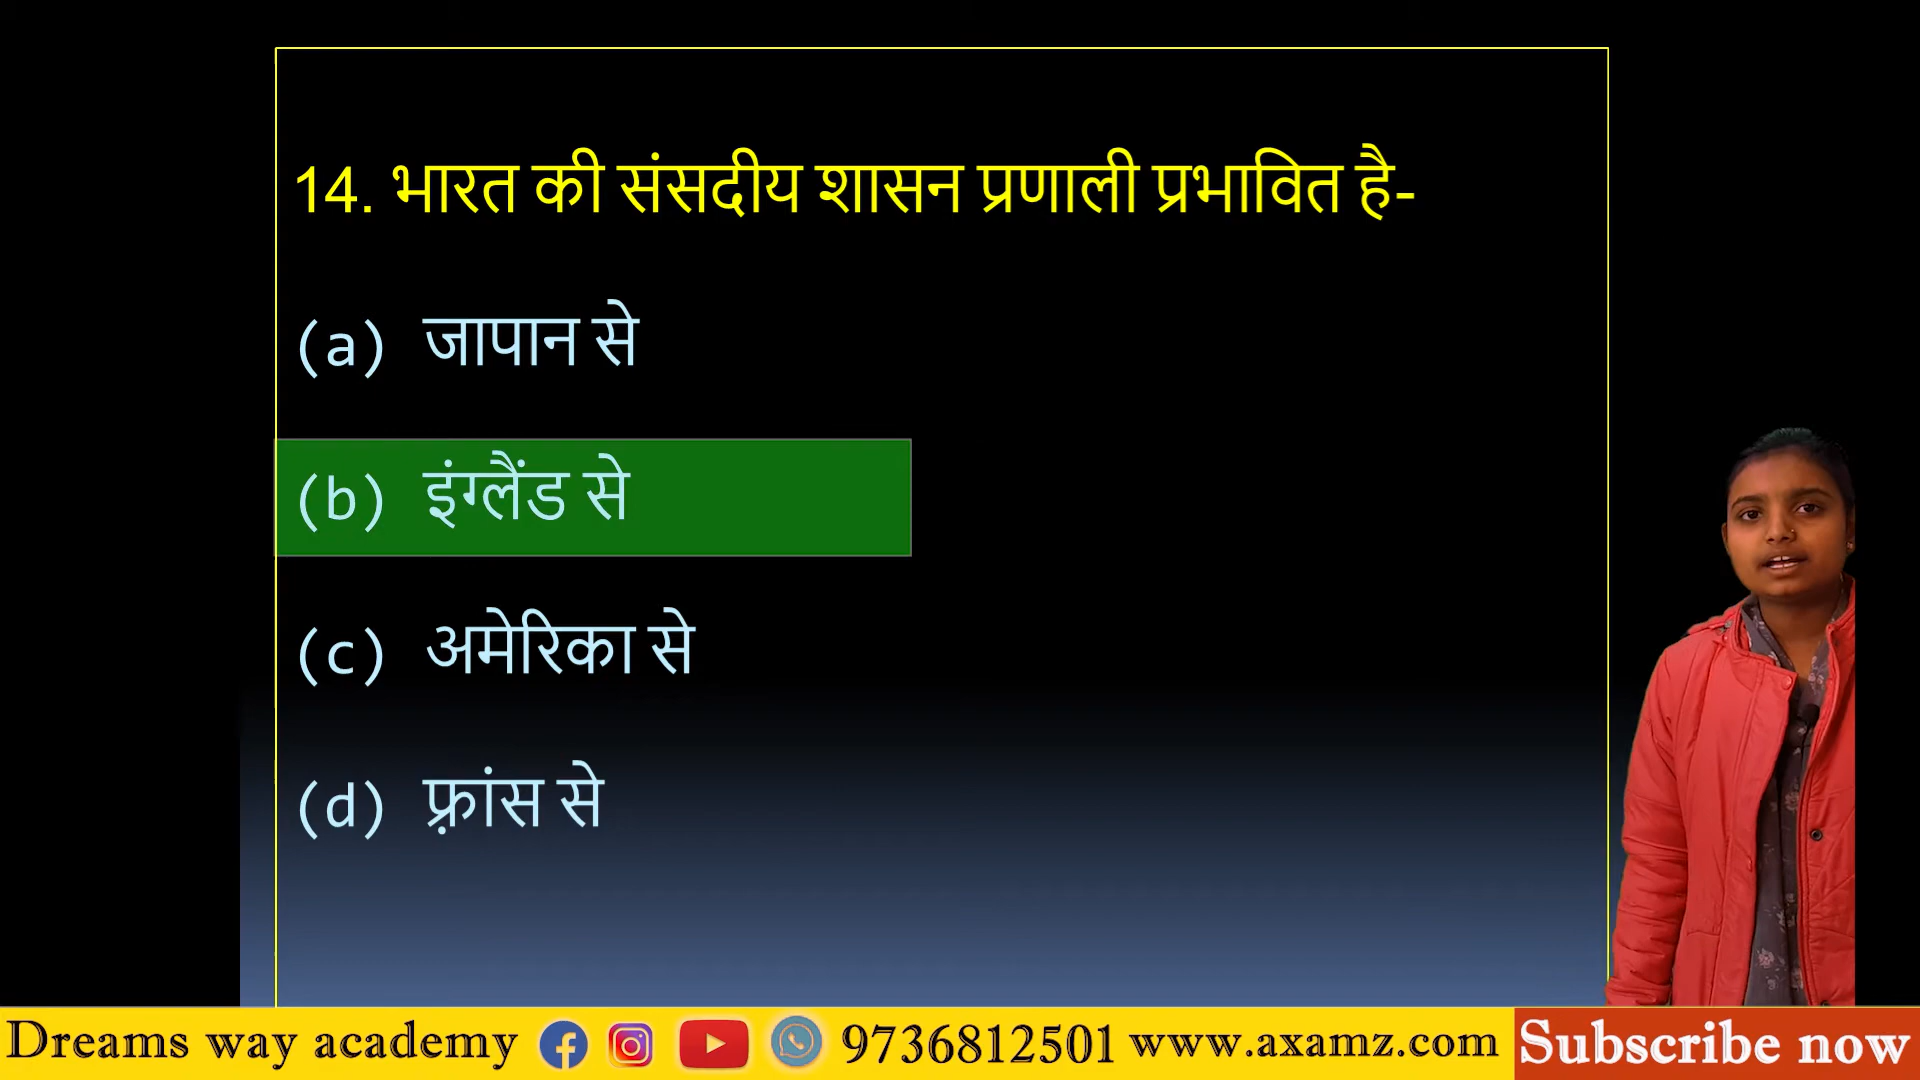 14. भारत की संसदीय शासन प्रणाली प्रभावित है-
(a) जापान से
(b) इंग्लैंड से
(c) अमेरिका से
(d) फ़्रांस से
Dreams way academy 9736812501 www.axamz.com Subscribe now